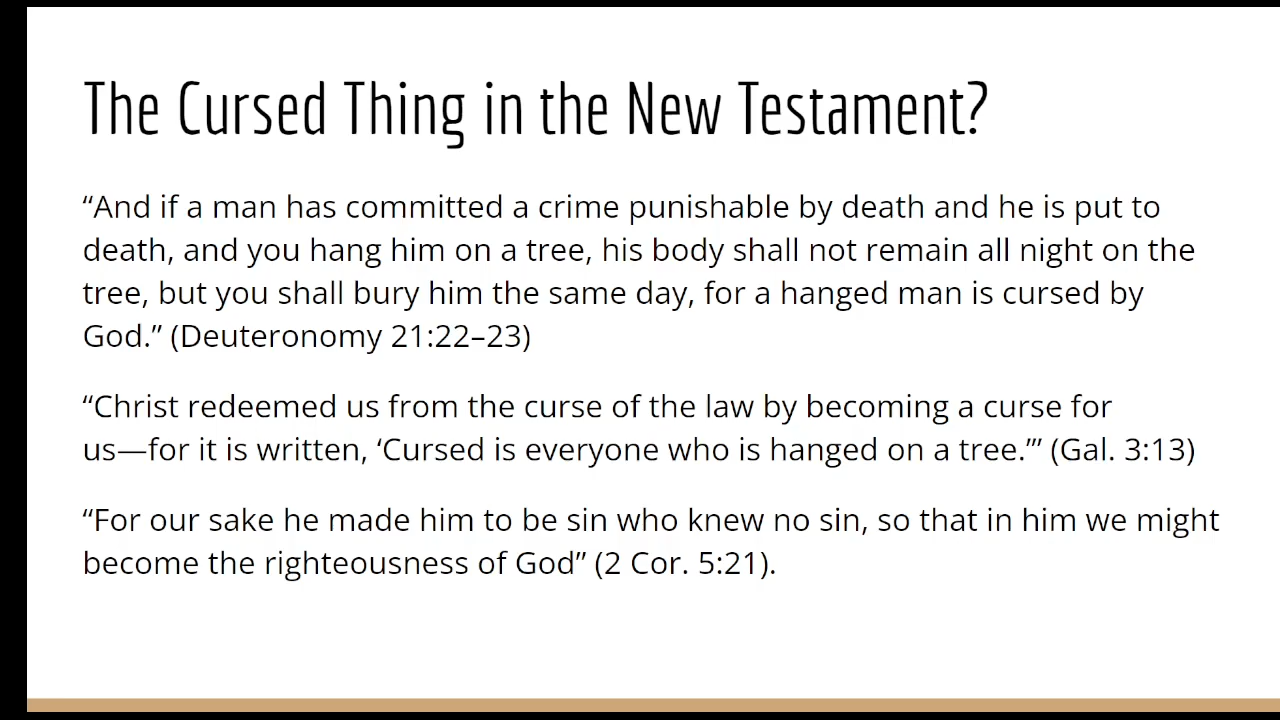 The Cursed Thing in the New Testament?
“And if a man has committed a crime punishable by death and he is put to
death, and you hang him on a tree, his body shall not remain all night on the
tree, but you shall bury him the same day, for a hanged man is cursed by
God.” (Deuteronomy 21:22–23)
“Christ redeemed us from the curse of the law by becoming a curse for
us—for it is written, ‘Cursed is everyone who is hanged on a tree.’” (Gal. 3:13)
“For our sake he made him to be sin who knew no sin, so that in him we might
become the righteousness of God” (2 Cor. 5:21).